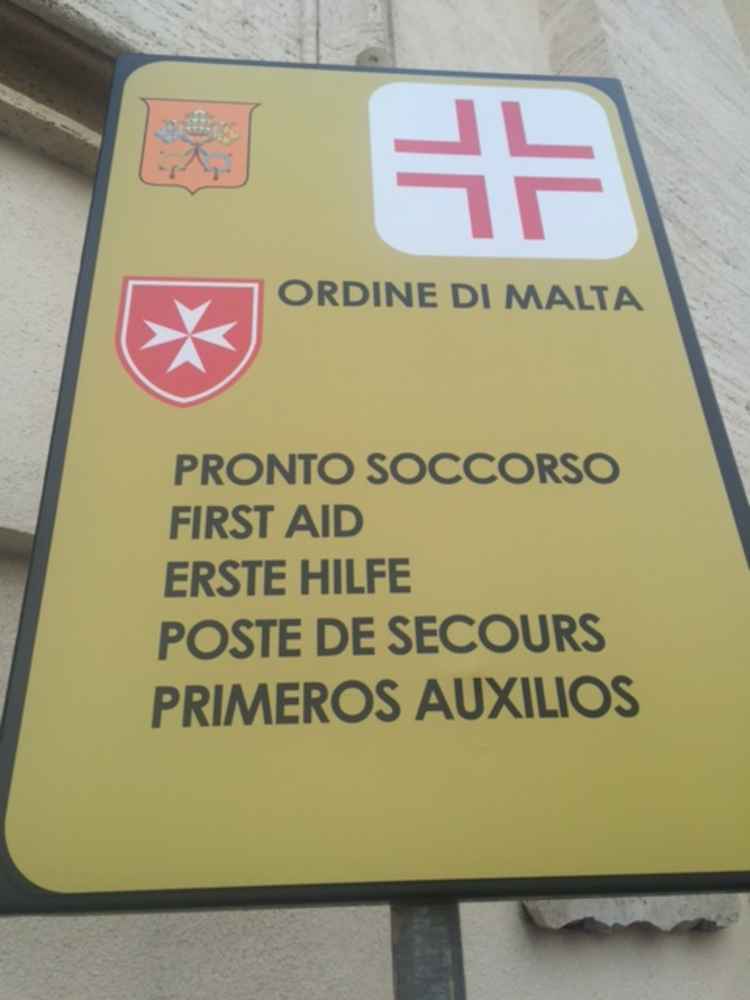 ORDINE DI MALTA
PRONTO SOCCORSO
FIRST AID
ERSTE HILFE
POSTE DE SECOURS
PRIMEROS AUXILIOS